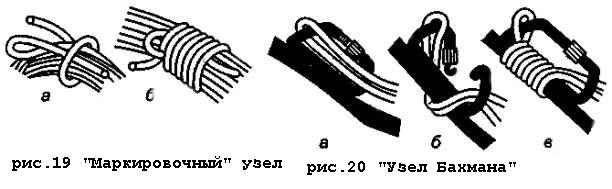 а б а б в
рис.19 "Маркировочный" узел рис.20 "Узел Бахмана"